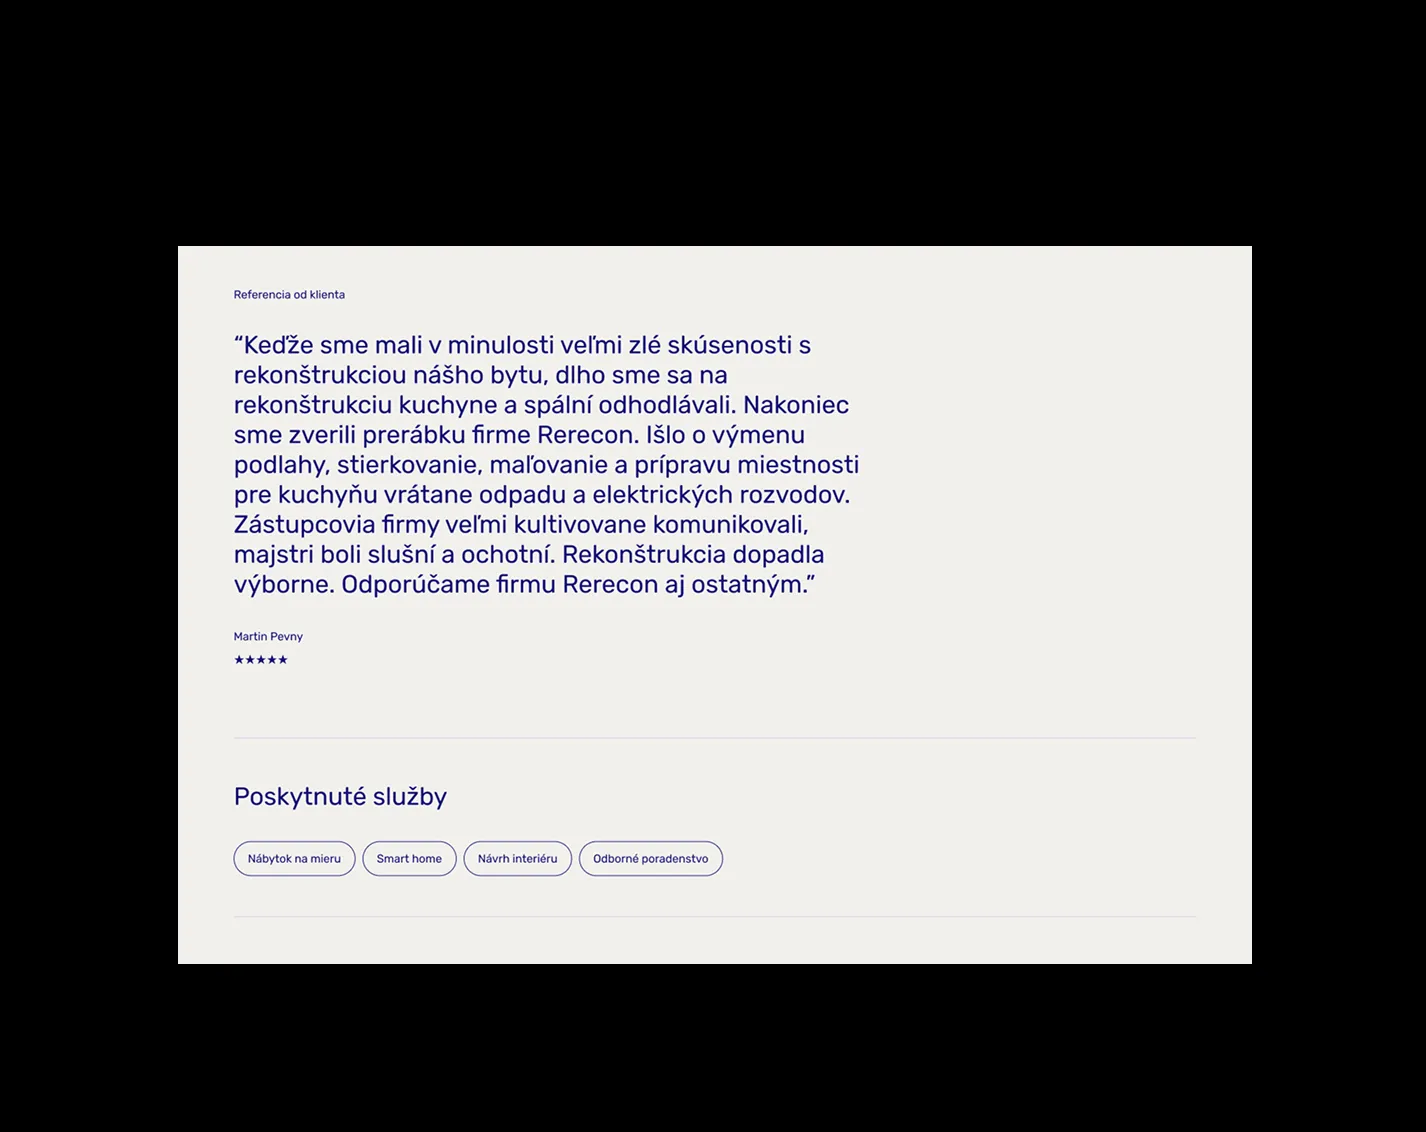 Referencia od klienta
“Keďže sme mali v minulosti veľmi zlé skúsenosti s
rekonštrukciou nášho bytu, dlho sme sa na
rekonštrukciu kuchyne a spální odhodlávali. Nakoniec
sme zverili prerábku firme Rerecon. Išlo o výmenu
podlahy, stierkovanie, maľovanie a prípravu miestnosti
pre kuchyňu vrátane odpadu a elektrických rozvodov.
Zástupcovia firmy veľmi kultivovane komunikovali,
majstri boli slušní a ochotní. Rekonštrukcia dopadla
výborne. Odporúčame firmu Rerecon aj ostatným.”
Martin Pevny
★★★★★
Poskytnuté služby
Nábytok na mieru Smart home Návrh interiéru Odborné poradenstvo